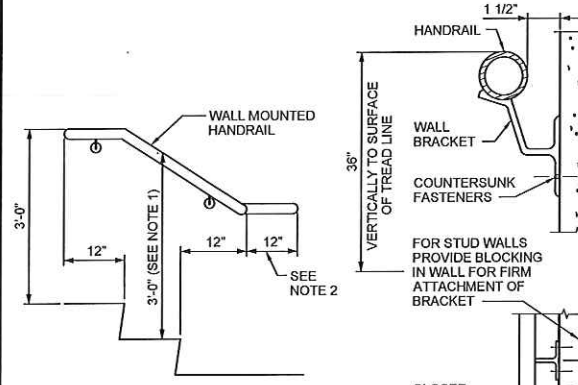 WALL MOUNTED
HANDRAIL
3'-0"
3'-0" (SEE NOTE 1)
12"
12"
12"
SEE
NOTE 2
1 1/2"
HANDRAIL
36"
VERTICALLY TO SURFACE
OF TREAD LINE
WALL
BRACKET
COUNTERSUNK
FASTENERS
FOR STUD WALLS
PROVIDE BLOCKING
IN WALL FOR FIRM
ATTACHMENT OF
BRACKET